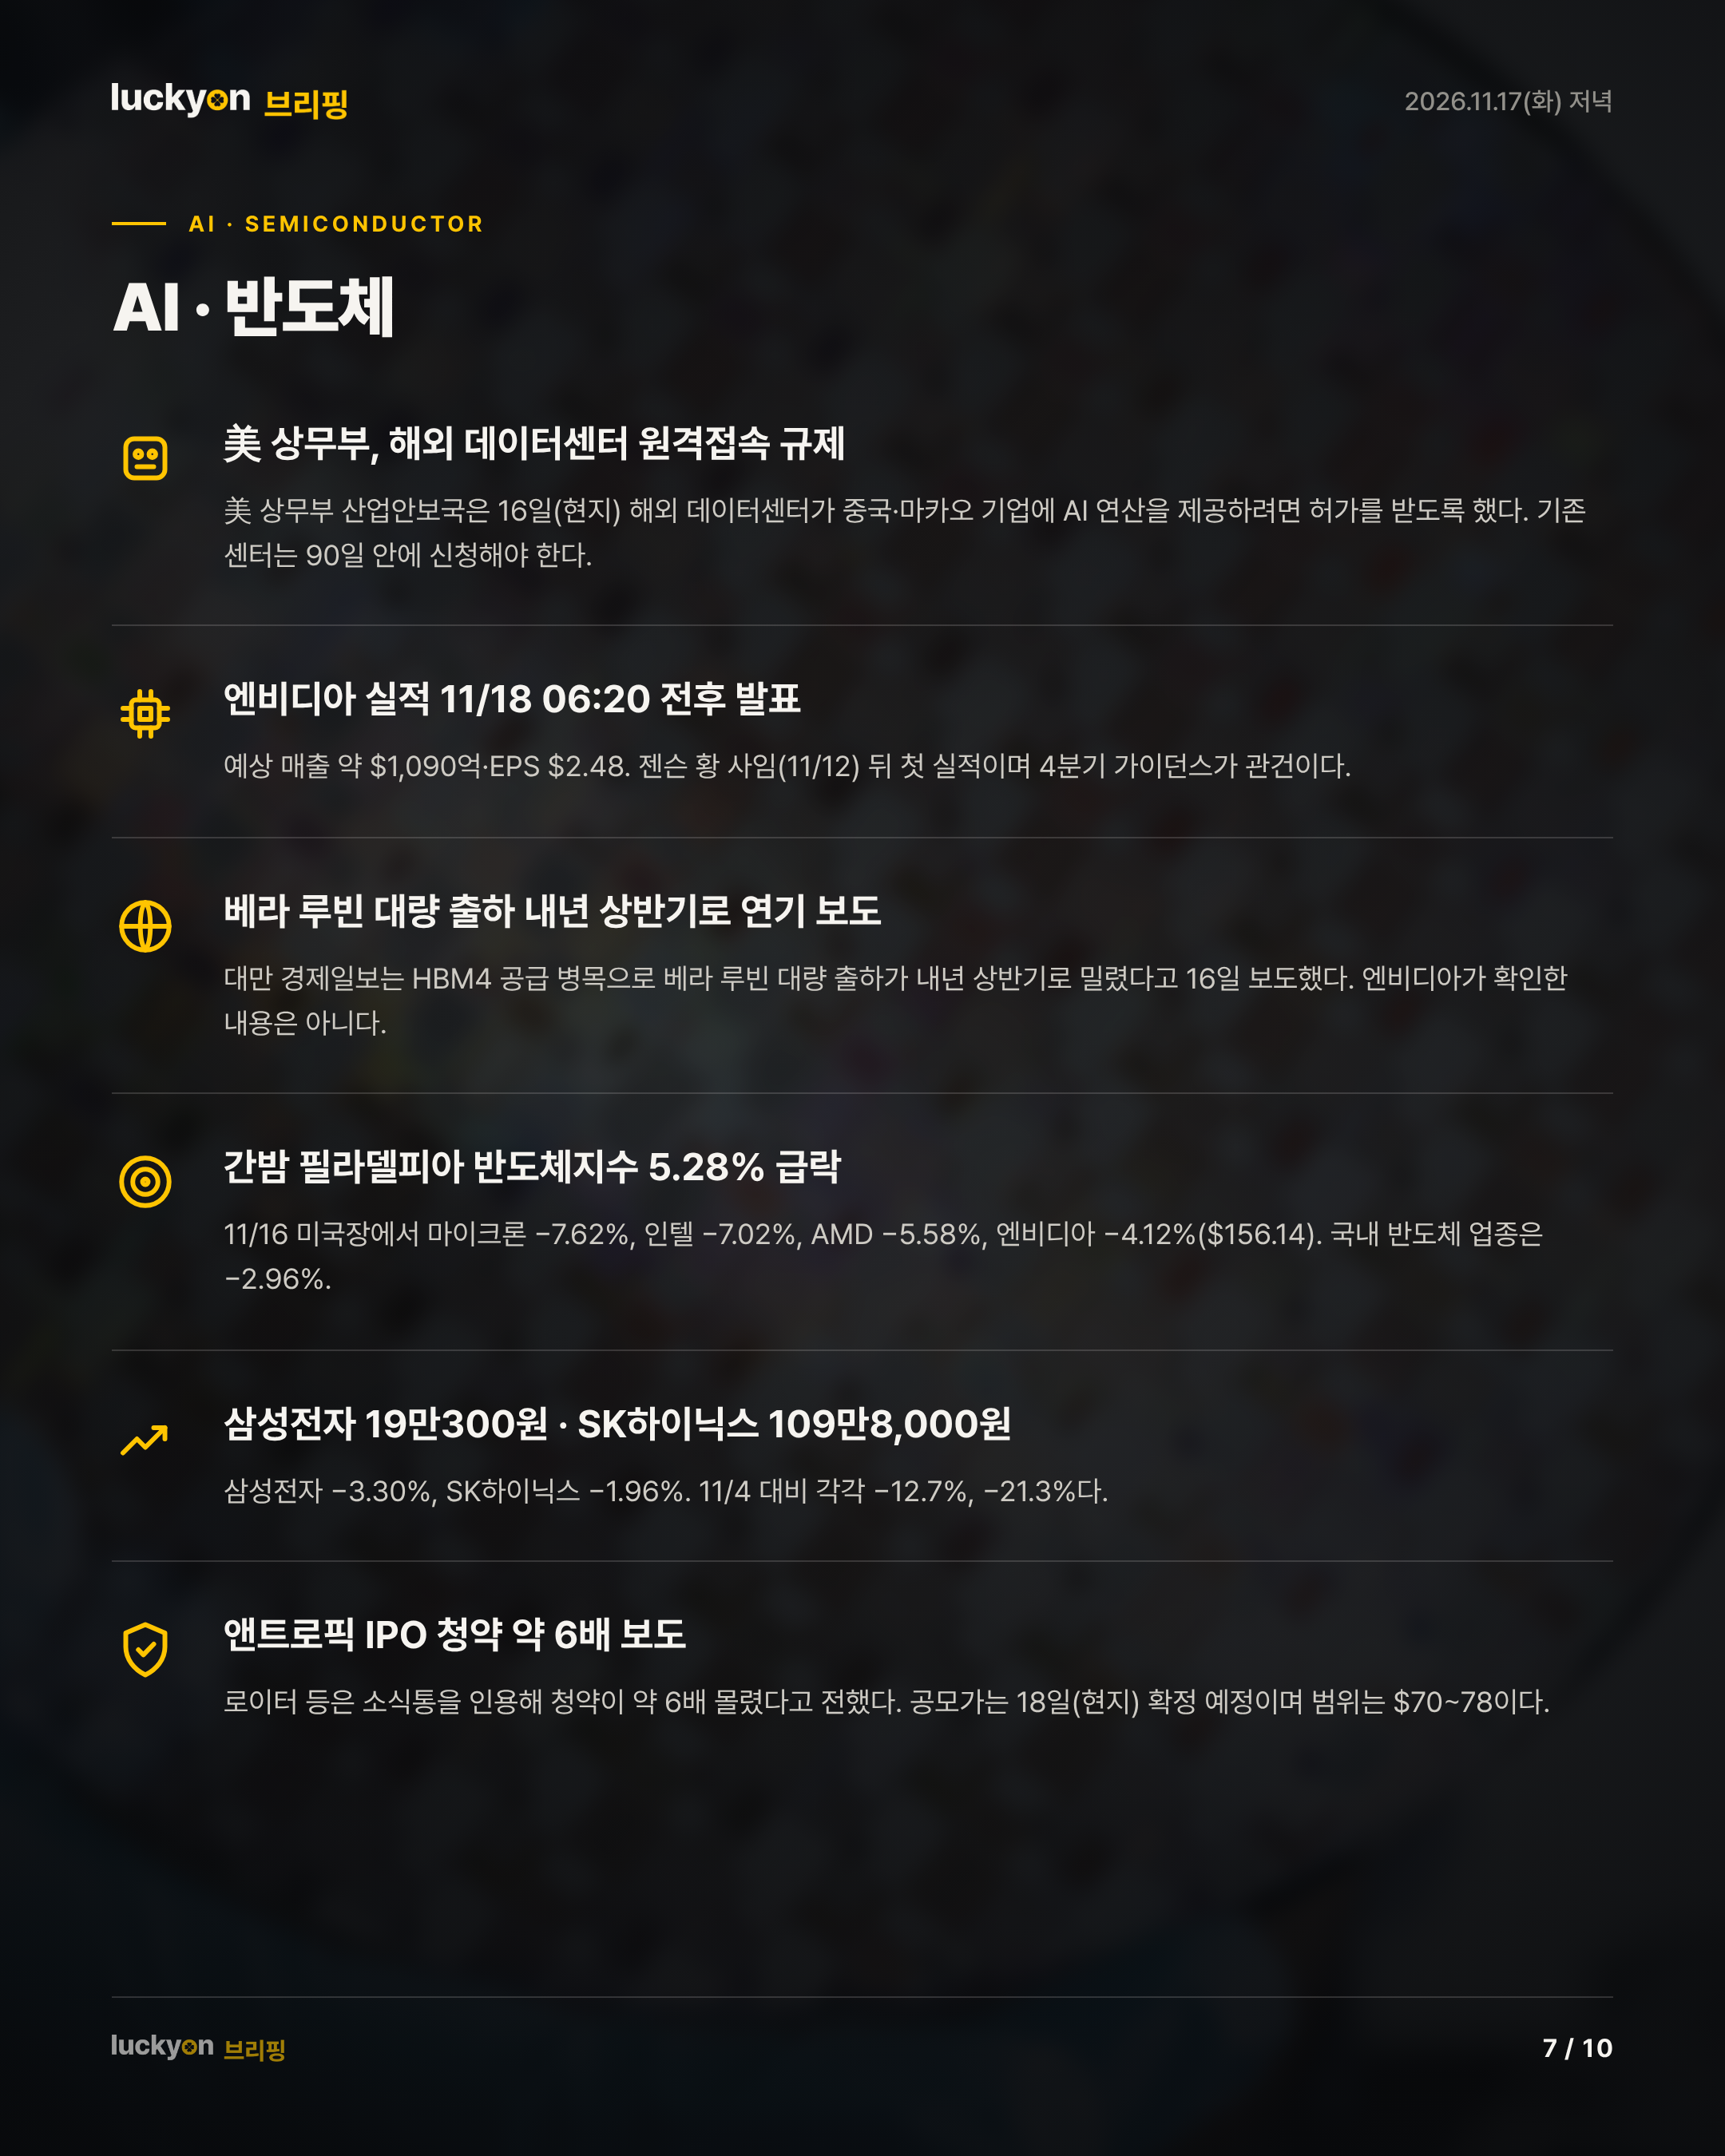 luckyon 브리핑
2026.11.17(화) 저녁
AI · SEMICONDUCTOR
AI · 반도체
美 상무부, 해외 데이터센터 원격접속 규제
美 상무부 산업안보국은 16일(현지) 해외 데이터센터가 중국·마카오 기업에 AI 연산을 제공하려면 허가를 받도록 했다. 기존
센터는 90일 안에 신청해야 한다.
엔비디아 실적 11/18 06:20 전후 발표
예상 매출 약 $1,090억·EPS $2.48. 젠슨 황 사임(11/12) 뒤 첫 실적이며 4분기 가이던스가 관건이다.
베라 루빈 대량 출하 내년 상반기로 연기 보도
대만 경제일보는 HBM4 공급 병목으로 베라 루빈 대량 출하가 내년 상반기로 밀렸다고 16일 보도했다. 엔비디아가 확인한
내용은 아니다.
간밤 필라델피아 반도체지수 5.28% 급락
11/16 미국장에서 마이크론 −7.62%, 인텔 −7.02%, AMD −5.58%, 엔비디아 −4.12%($156.14). 국내 반도체 업종은
−2.96%.
삼성전자 19만300원 · SK하이닉스 109만8,000원
삼성전자 −3.30%, SK하이닉스 −1.96%. 11/4 대비 각각 −12.7%, −21.3%다.
앤트로픽 IPO 청약 약 6배 보도
로이터 등은 소식통을 인용해 청약이 약 6배 몰렸다고 전했다. 공모가는 18일(현지) 확정 예정이며 범위는 $70~78이다.
luckyon 브리핑
7 / 10